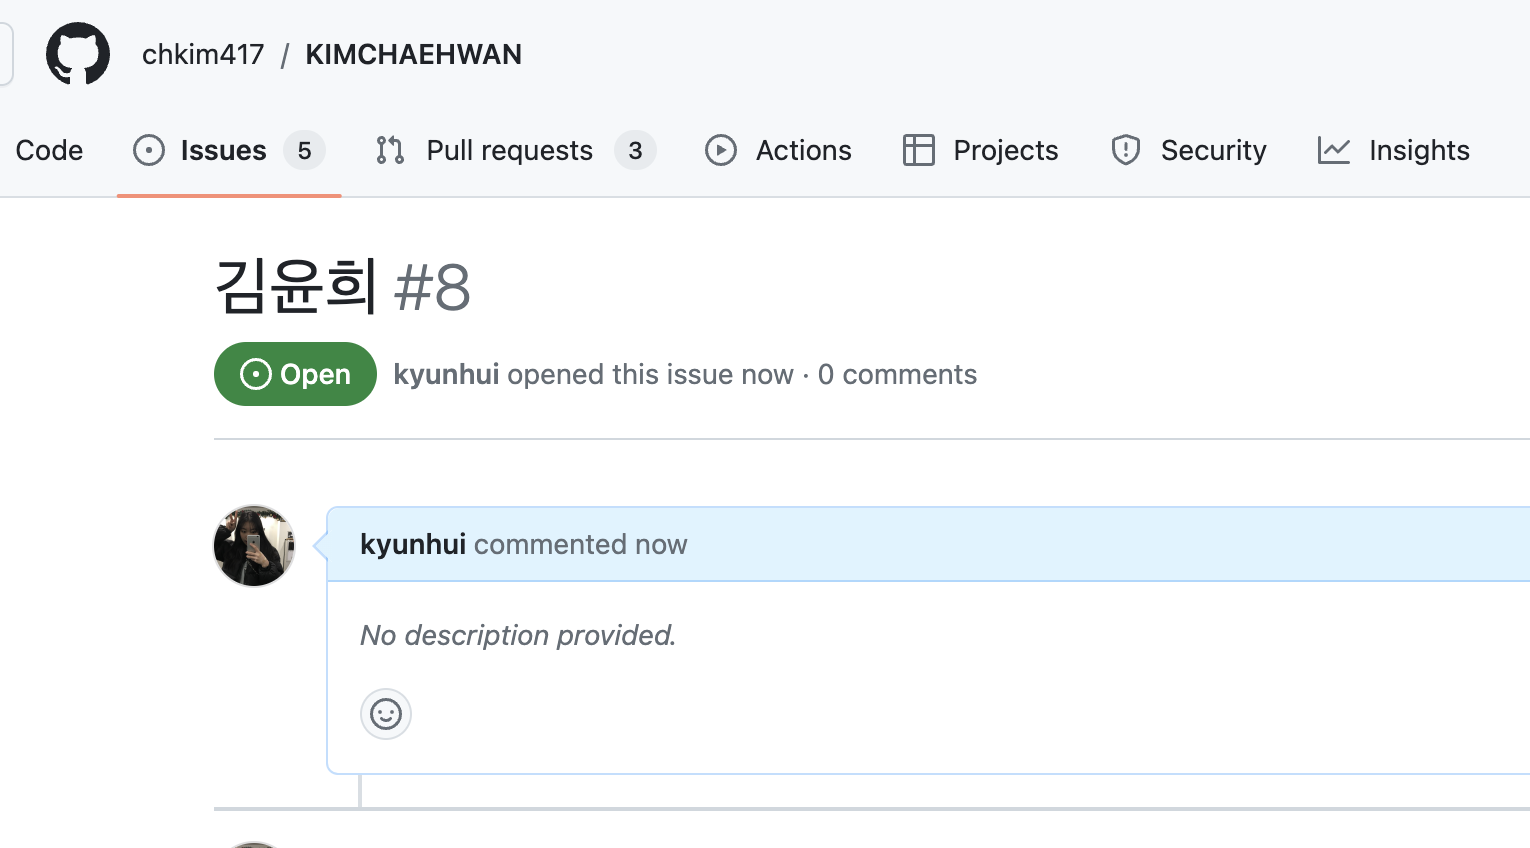 chkim417 / KIMCHAEHWAN
Code Issues 5 Pull requests 3 Actions Projects Security Insights
김윤희 #8
Open kyunhui opened this issue now · 0 comments
kyunhui commented now
No description provided.